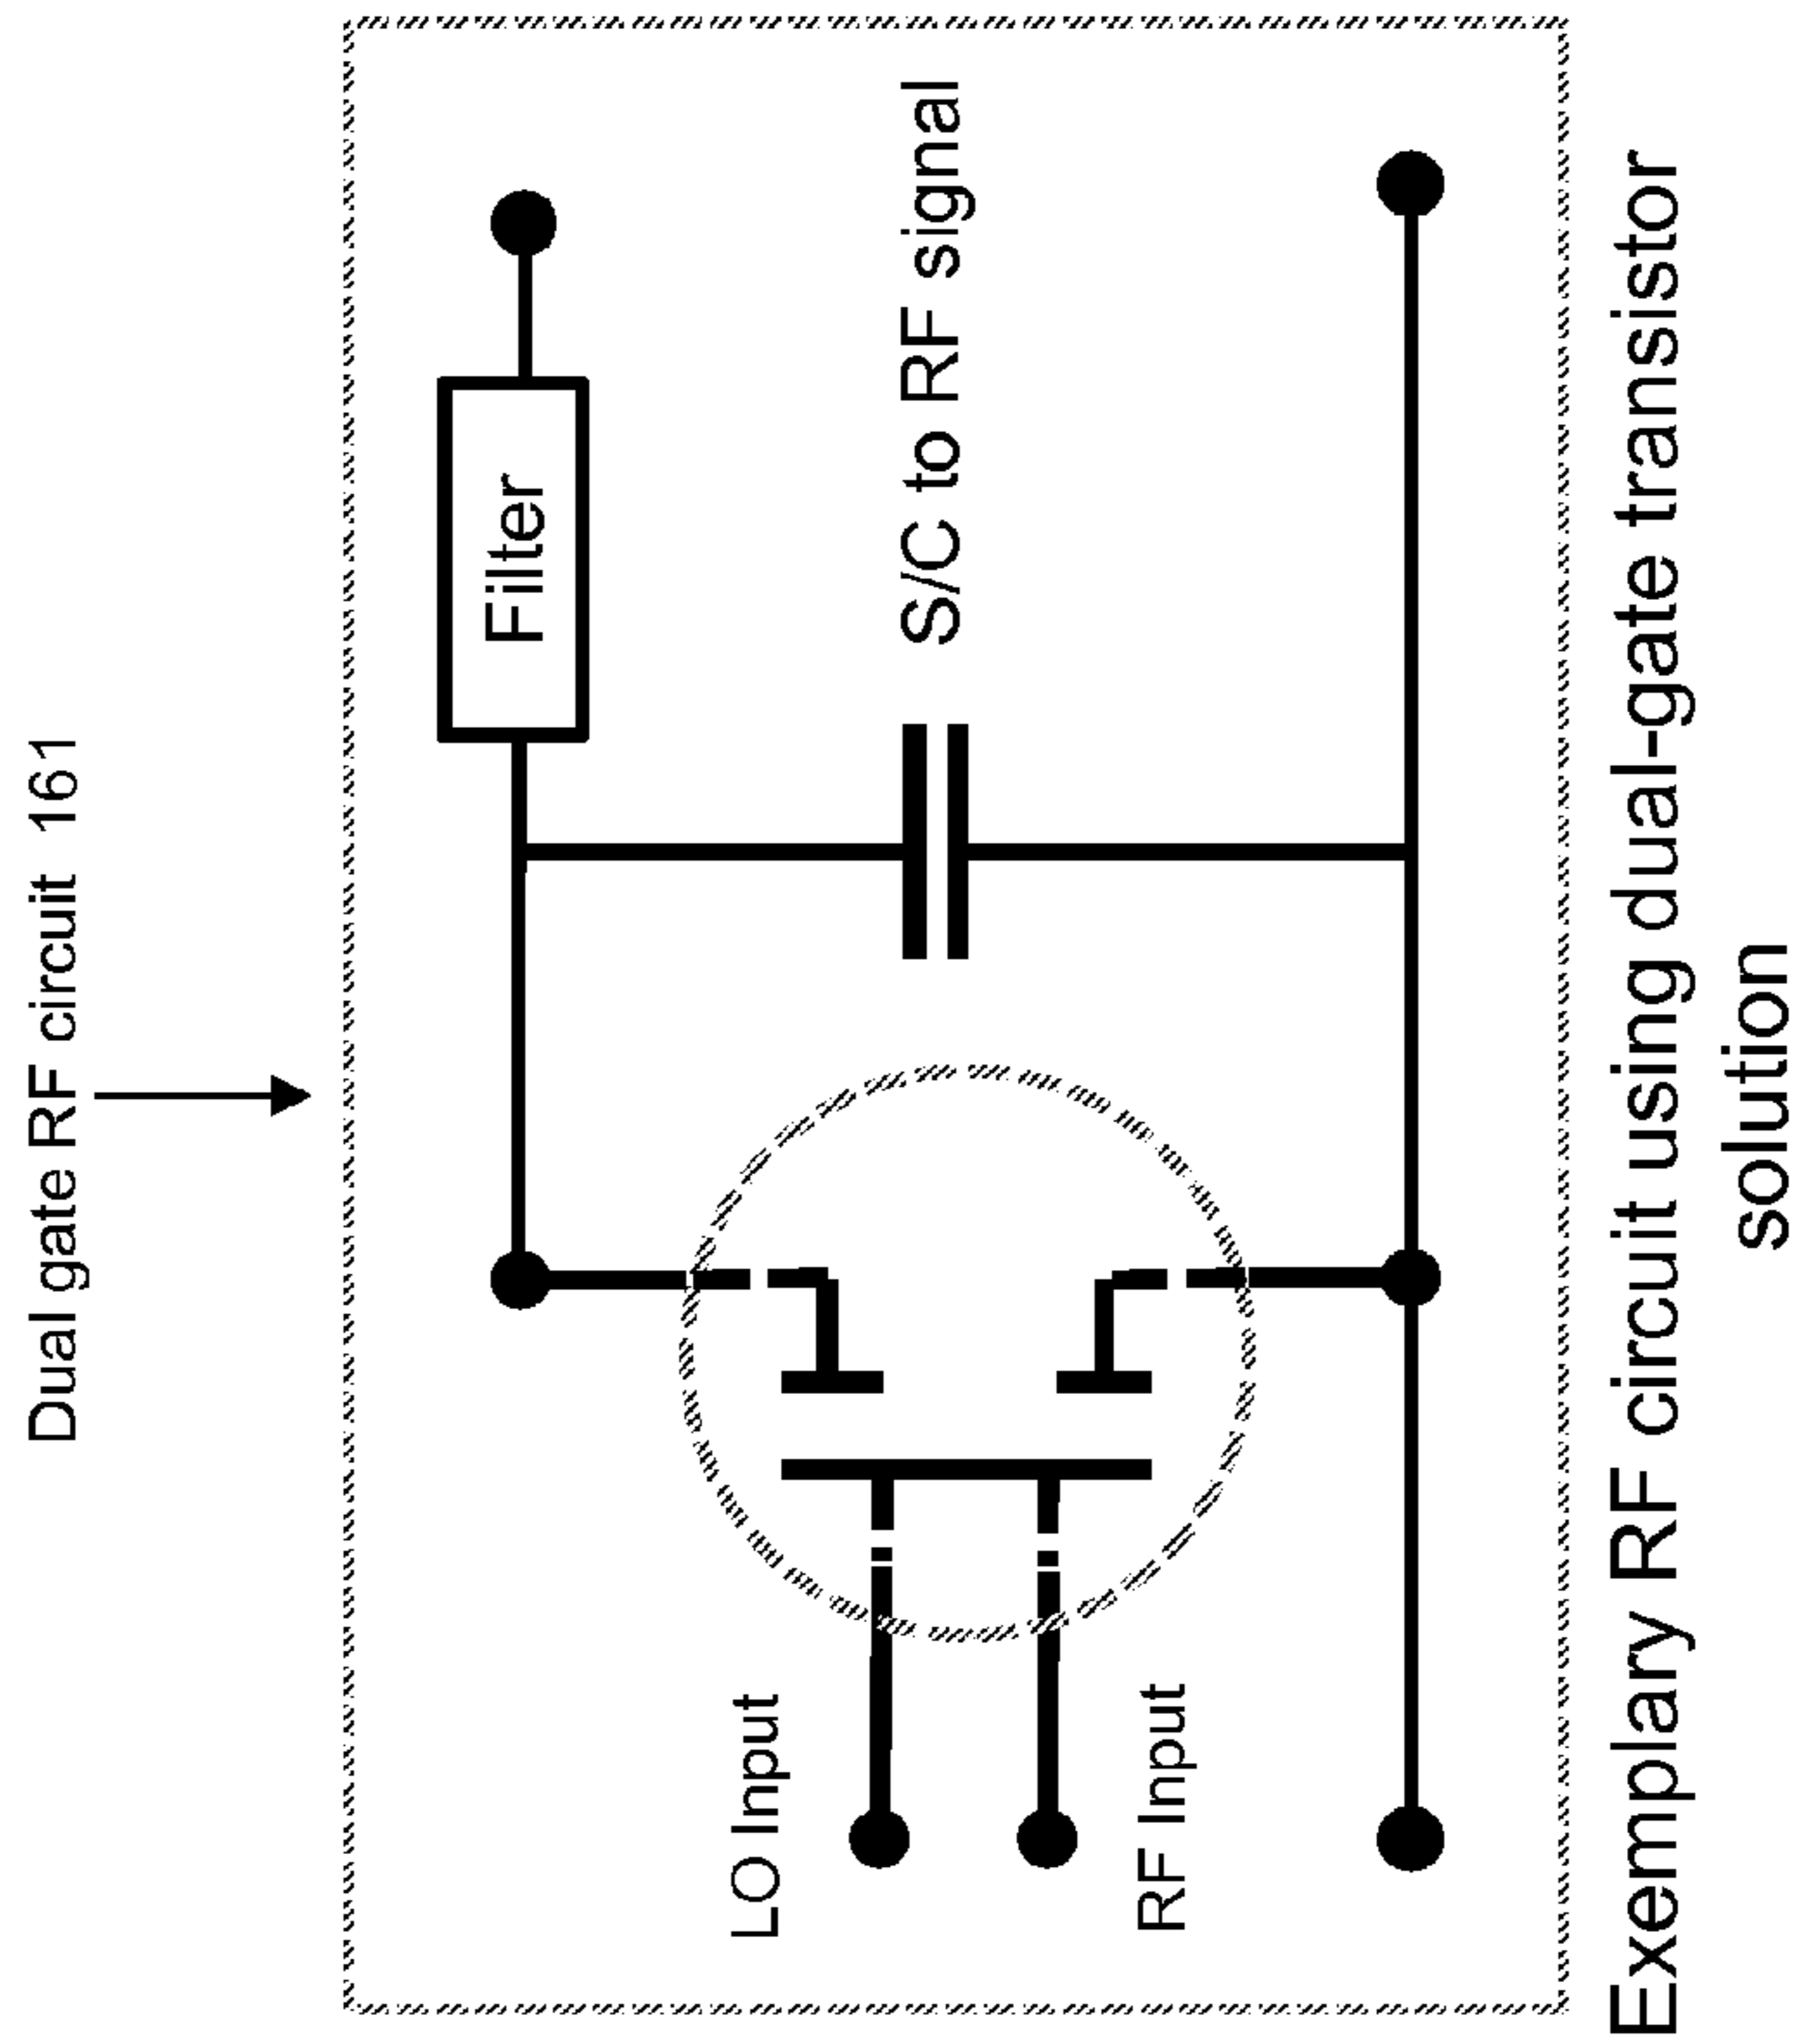 Dual gate RF circuit 161
Filter
S/C to RF signal
LO Input
RF Input
Exemplary RF circuit using dual-gate transistor
solution